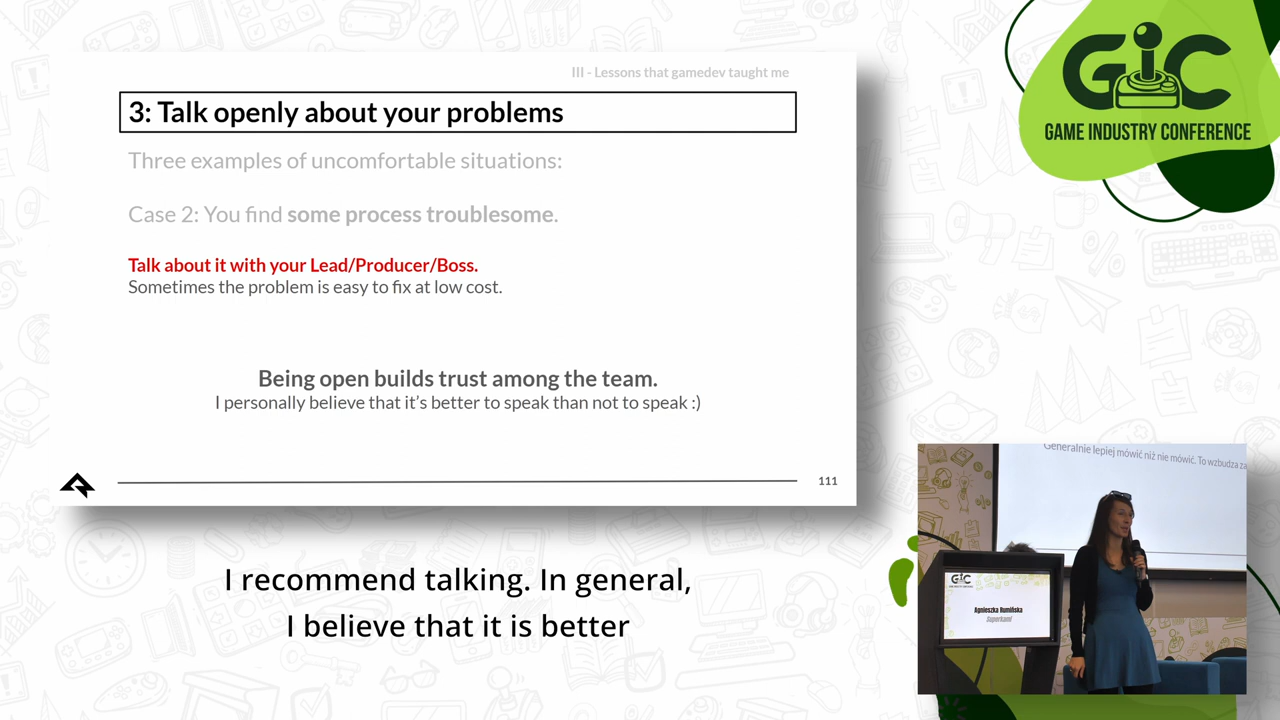 III - Lessons that gamedev taught me
3: Talk openly about your problems
Three examples of uncomfortable situations:
Case 2: You find some process troublesome.
Talk about it with your Lead/Producer/Boss.
Sometimes the problem is easy to fix at low cost.
Being open builds trust among the team.
I personally believe that it's better to speak than not to speak :)
111
I recommend talking. In general,
I believe that it is better
GIC
GAME INDUSTRY CONFERENCE
Generalnie lepiej mówić niż nie mówić. To wzbudza za
GIC
Agnieszka Rumińska
Superkami